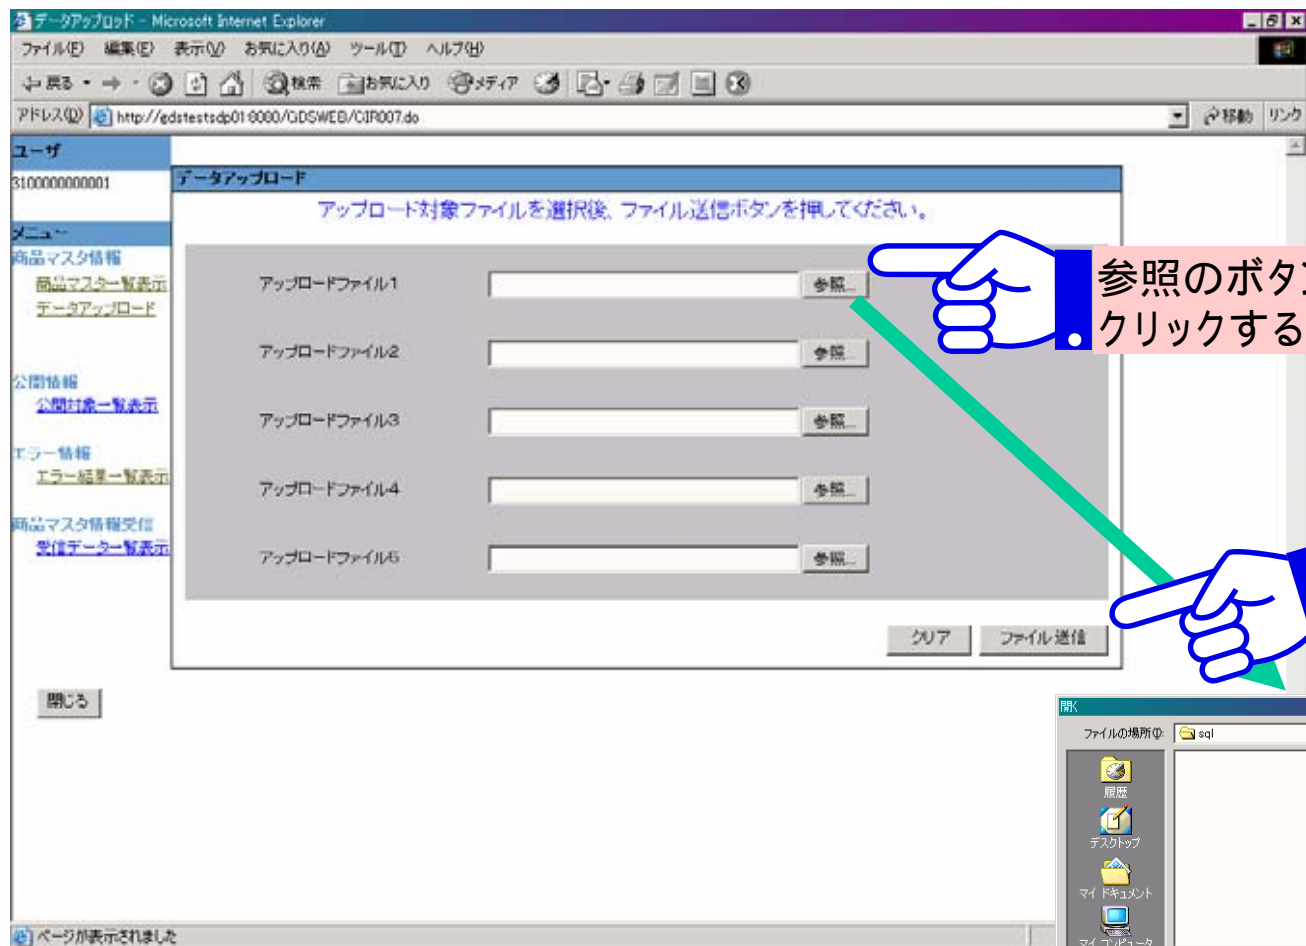 データアップロット - Microsoft Internet Explorer
ファイル(F) 編集(E) 表示(V) お気に入り(A) ツール(T) ヘルプ(H)
戻る 検索 お気に入り メディア
アドレス(D) http://edstestsdp01:8000/GDSWEB/CIR007.do 移動 リンク
ユーザ
3100000000001
データアップロード
アップロード対象ファイルを選択後、ファイル送信ボタンを押してください。
メニュー
商品マスタ情報
商品マスター覧表示
データアップロード
公開情報
公開対象一覧表示
エラー情報
エラー結果一覧表示
商品マスタ情報受信
受信データ一覧表示
アップロードファイル1 参照...
アップロードファイル2 参照...
アップロードファイル3 参照...
アップロードファイル4 参照...
アップロードファイル5 参照...
クリア ファイル送信
閉じる
参照のボタン
クリックする
開く
ファイルの場所(I): sql
履歴
デスクトップ
マイ ドキュメント
マイ コンピュータ
ページが表示されました